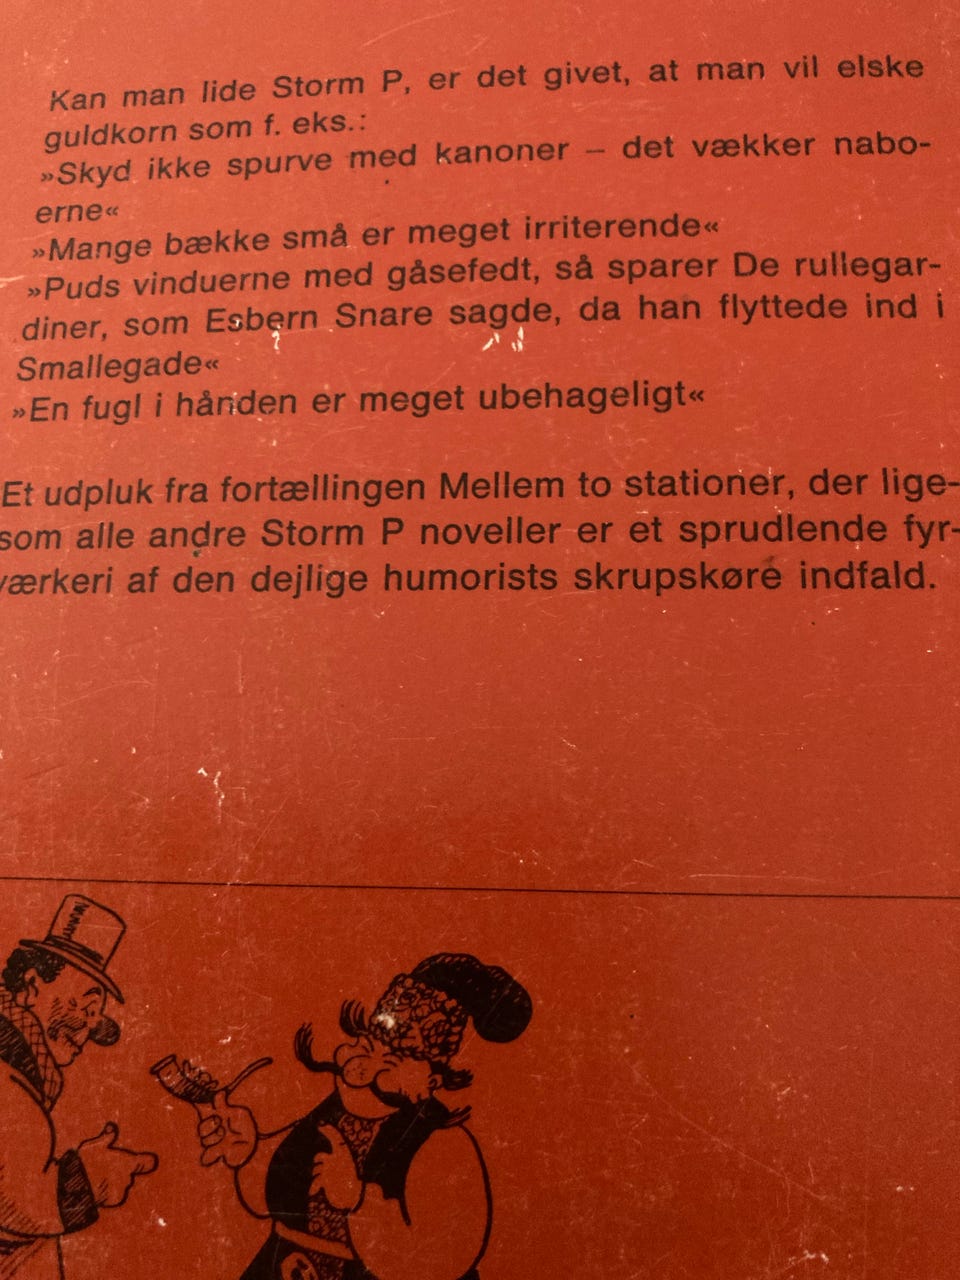 Kan man lide Storm P, er det givet, at man vil elske
guldkorn som f. eks.:
»Skyd ikke spurve med kanoner – det vækker nabo-
erne«
»Mange bække små er meget irriterende«
»Puds vinduerne med gåsefedt, så sparer De rullegar-
diner, som Esbern Snare sagde, da han flyttede ind i
Smallegade«
»En fugl i hånden er meget ubehageligt«
Et udpluk fra fortællingen Mellem to stationer, der lige-
som alle andre Storm P noveller er et sprudlende fyr-
værkeri af den dejlige humorists skrupskøre indfald.